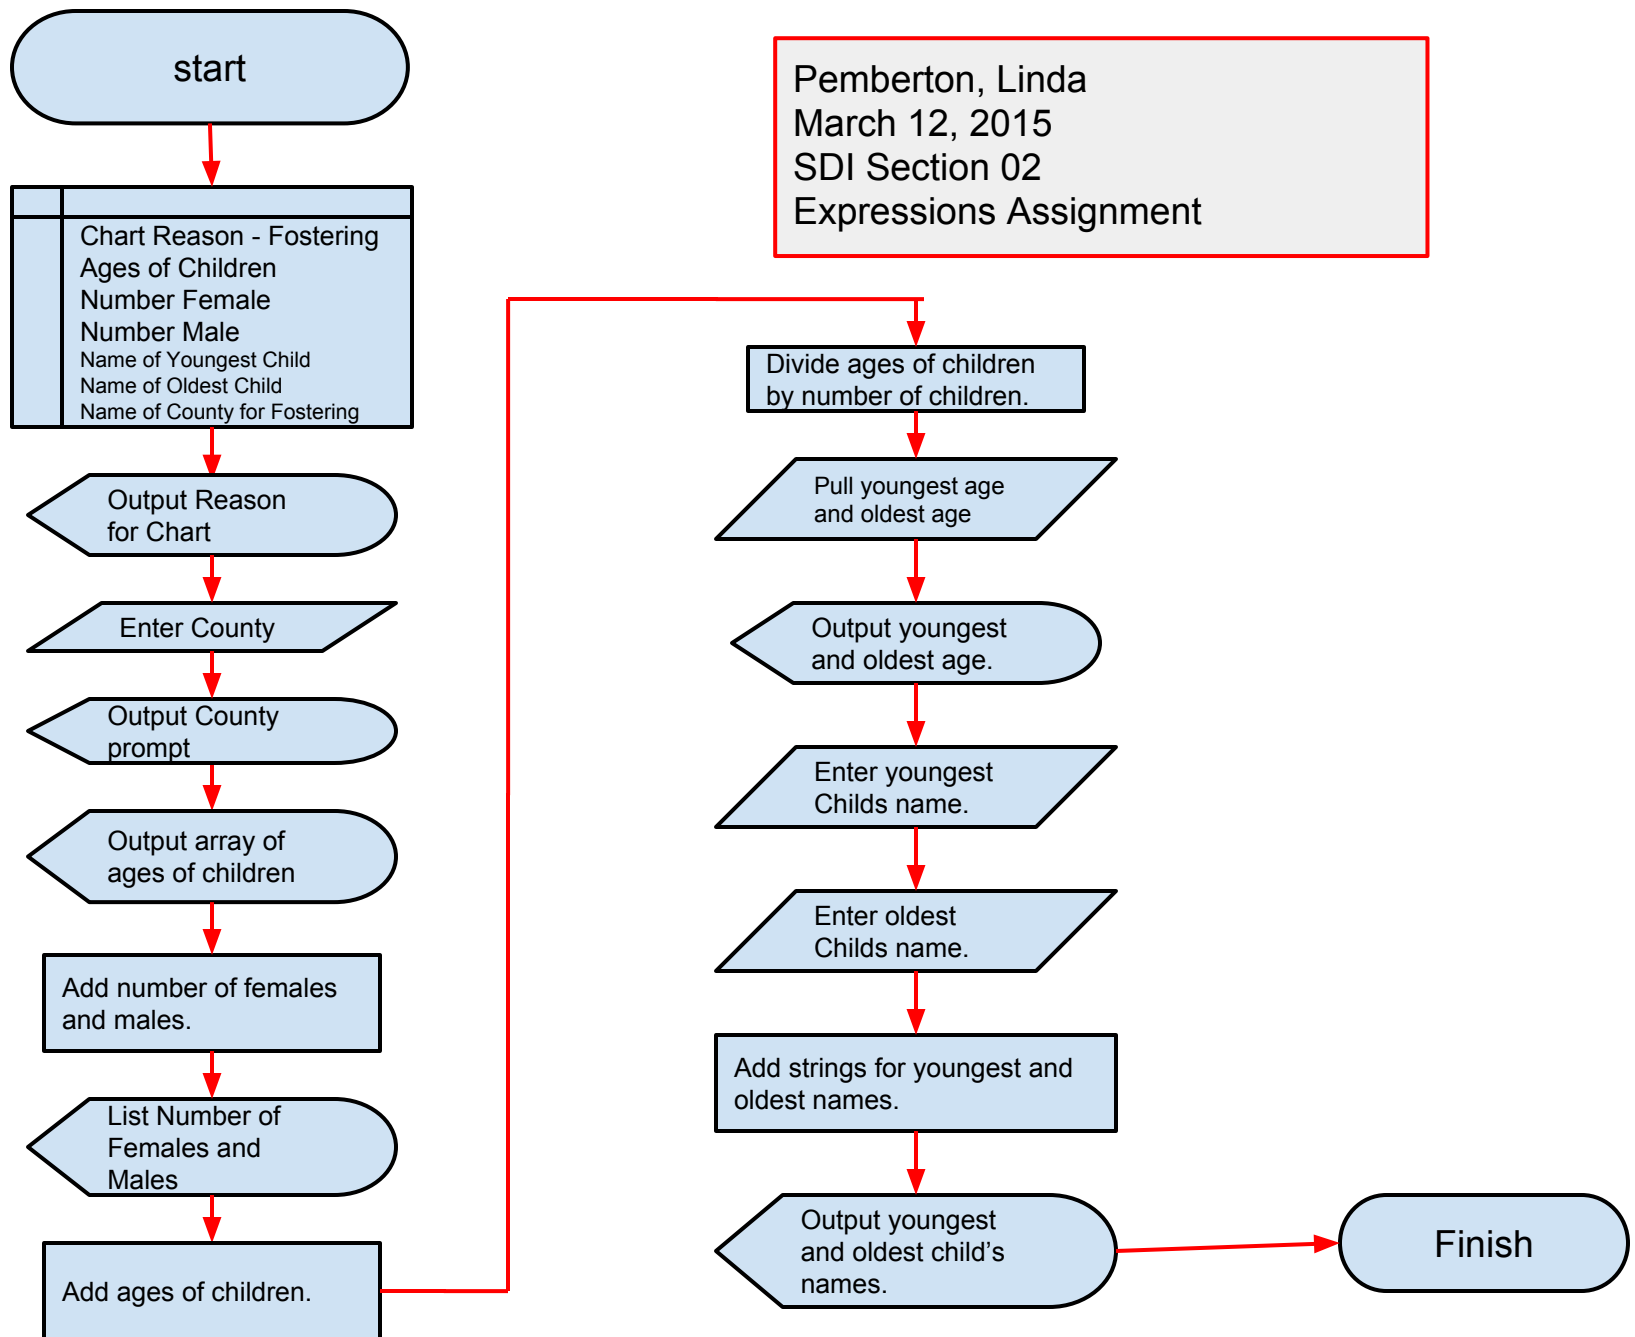 start
Chart Reason - Fostering
Ages of Children
Number Female
Number Male
Name of Youngest Child
Name of Oldest Child
Name of County for Fostering
Output Reason
for Chart
Enter County
Output County
prompt
Output array of
ages of children
Add number of females
and males.
List Number of
Females and
Males
Add ages of children.
Pemberton, Linda
March 12, 2015
SDI Section 02
Expressions Assignment
Divide ages of children
by number of children.
Pull youngest age
and oldest age
Output youngest
and oldest age.
Enter youngest
Childs name.
Enter oldest
Childs name.
Add strings for youngest and
oldest names.
Output youngest
and oldest child’s
names.
Finish